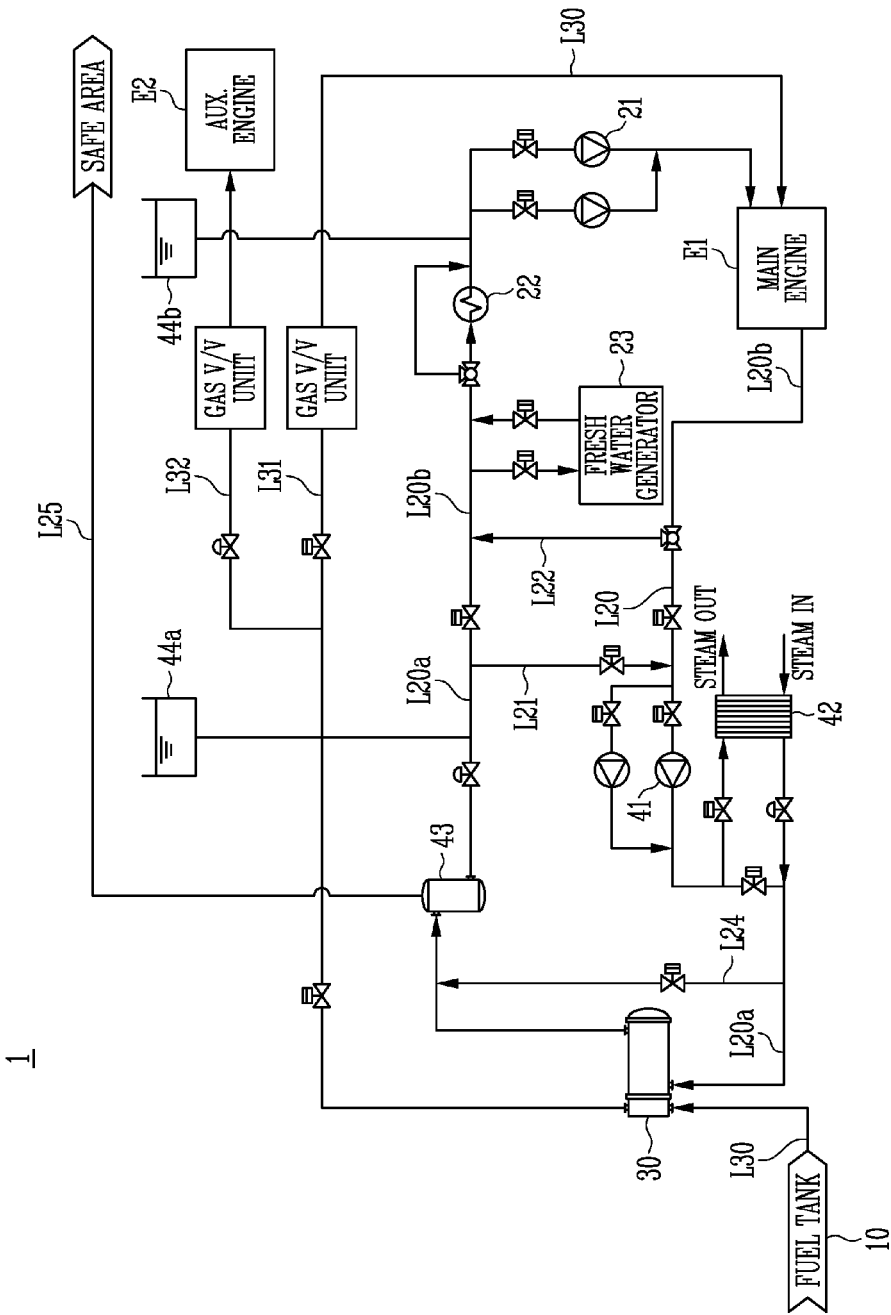 1
SAFE AREA
L25
44a
44b
E2
AUX.
ENGINE
L32
GAS V/V
UNIIT
L31
GAS V/V
UNIIT
L30
43
L20a
L20b
22
21
L21
L22
23
FRESH
WATER
GENERATOR
L24
41
L20
STEAM OUT
STEAM IN
42
E1
MAIN
ENGINE
L20b
30
L20a
L30
FUEL TANK
10